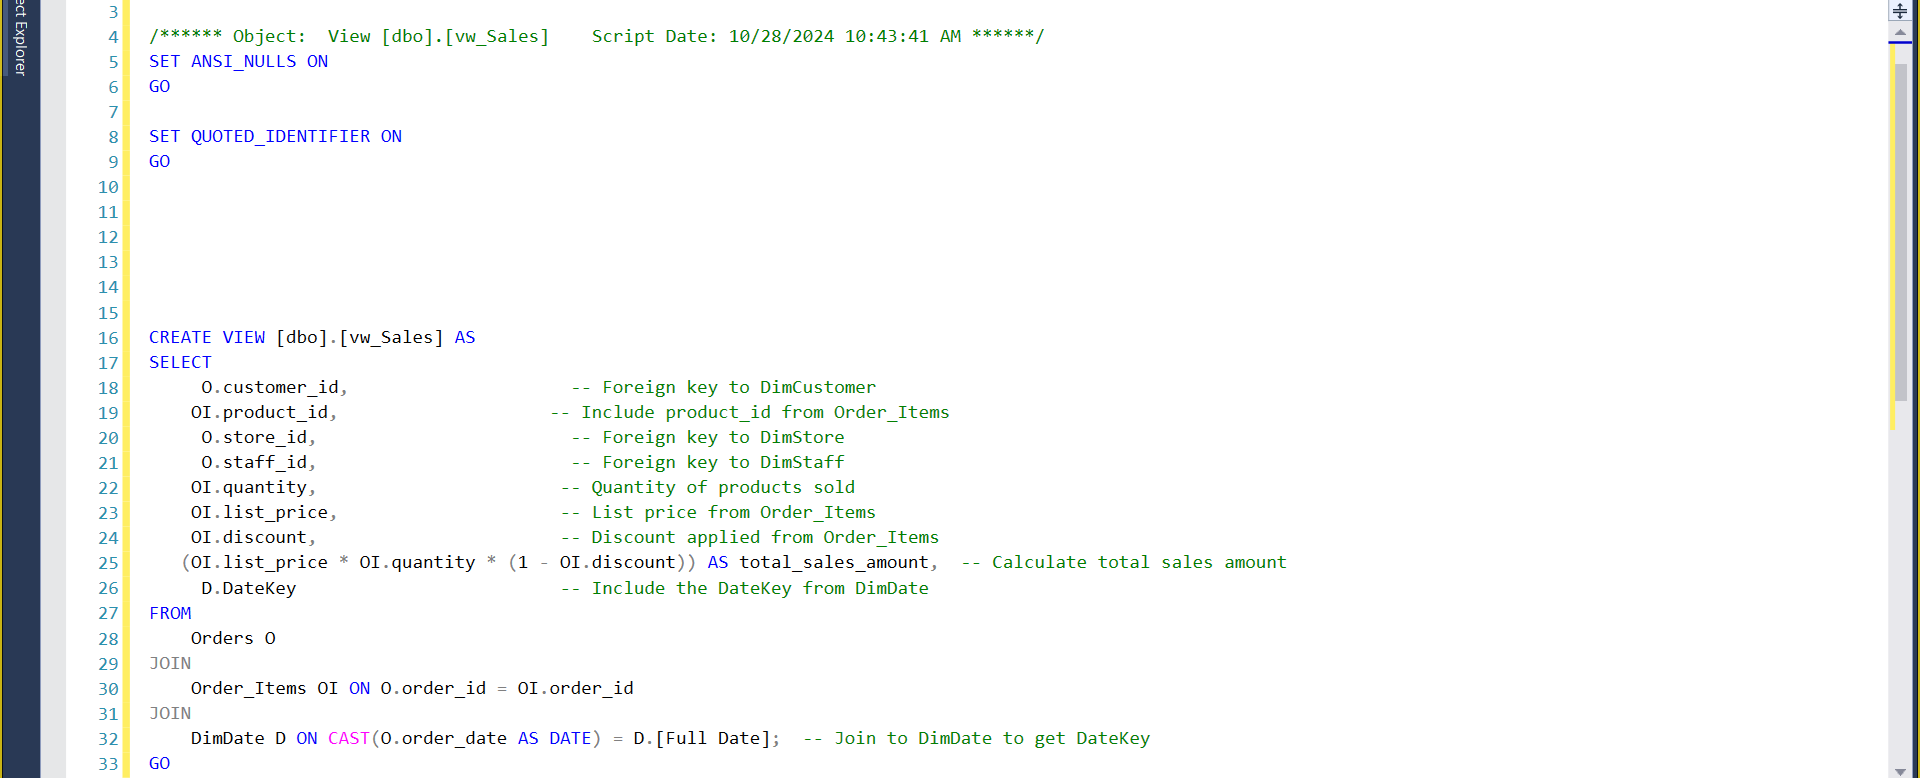 ect Explorer
3
4 /****** Object:  View [dbo].[vw_Sales]    Script Date: 10/28/2024 10:43:41 AM ******/
5 SET ANSI_NULLS ON
6 GO
7
8 SET QUOTED_IDENTIFIER ON
9 GO
10
11
12
13
14
15
16 CREATE VIEW [dbo].[vw_Sales] AS
17 SELECT
18      O.customer_id,                     -- Foreign key to DimCustomer
19     OI.product_id,                    -- Include product_id from Order_Items
20      O.store_id,                        -- Foreign key to DimStore
21      O.staff_id,                        -- Foreign key to DimStaff
22     OI.quantity,                       -- Quantity of products sold
23     OI.list_price,                     -- List price from Order_Items
24     OI.discount,                       -- Discount applied from Order_Items
25    (OI.list_price * OI.quantity * (1 - OI.discount)) AS total_sales_amount,  -- Calculate total sales amount
26      D.DateKey                         -- Include the DateKey from DimDate
27 FROM
28     Orders O
29 JOIN
30     Order_Items OI ON O.order_id = OI.order_id
31 JOIN
32     DimDate D ON CAST(O.order_date AS DATE) = D.[Full Date];  -- Join to DimDate to get DateKey
33 GO